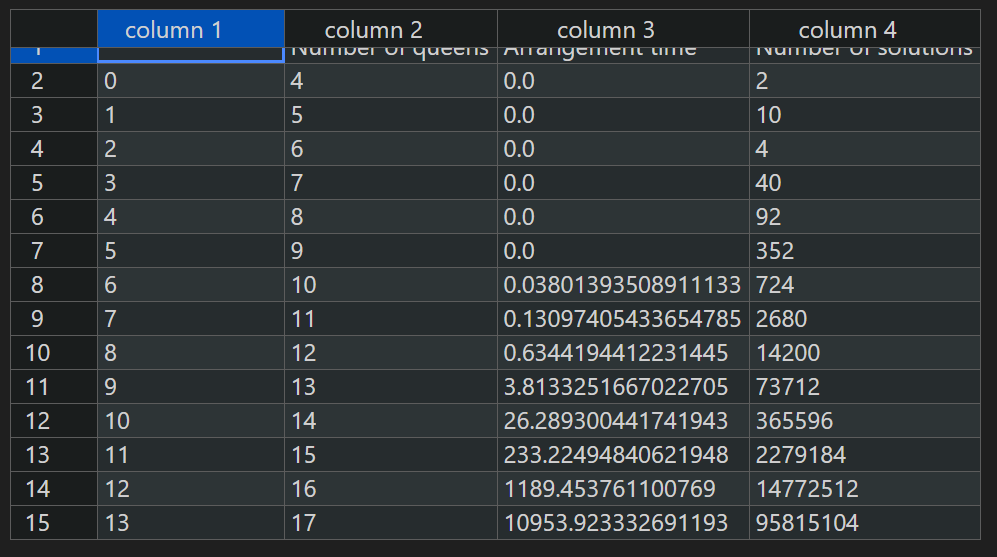 column 1 column 2 column 3 column 4
1 Number of queens Arrangement time Number of solutions
2 0 4 0.0 2
3 1 5 0.0 10
4 2 6 0.0 4
5 3 7 0.0 40
6 4 8 0.0 92
7 5 9 0.0 352
8 6 10 0.03801393508911133 724
9 7 11 0.13097405433654785 2680
10 8 12 0.6344194412231445 14200
11 9 13 3.8133251667022705 73712
12 10 14 26.289300441741943 365596
13 11 15 233.22494840621948 2279184
14 12 16 1189.453761100769 14772512
15 13 17 10953.923332691193 95815104